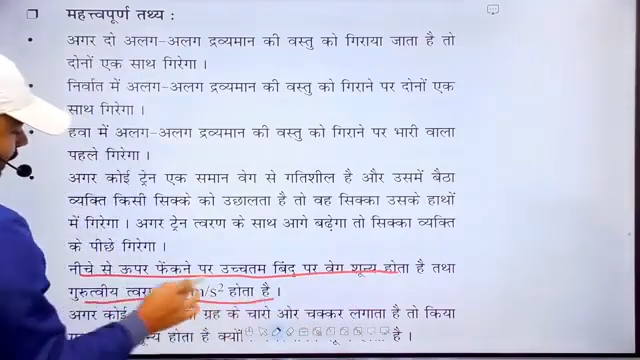 महत्त्वपूर्ण तथ्य :
अगर दो अलग-अलग द्रव्यमान की वस्तु को गिराया जाता है तो
दोनों एक साथ गिरेगा ।
निर्वात में अलग-अलग द्रव्यमान की वस्तु को गिराने पर दोनों एक
साथ गिरेगा ।
हवा में अलग-अलग द्रव्यमान की वस्तु को गिराने पर भारी वाला
पहले गिरेगा ।
अगर कोई ट्रेन एक समान वेग से गतिशील है और उसमें बैठा
व्यक्ति किसी सिक्के को उछालता है तो वह सिक्का उसके हाथों
में गिरेगा । अगर ट्रेन त्वरण के साथ आगे बढ़ेगा तो सिक्का व्यक्ति
के पीछे गिरेगा ।
नीचे से ऊपर फेंकने पर उच्चतम बिंदु पर वेग शून्य होता है तथा
गुरुत्वीय m/s² होता है ।
अगर कोई ग्रह के चारो ओर चक्कर लगाता है तो किया
होता है क्यों है ।